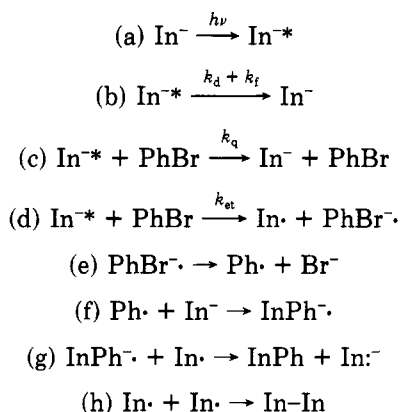 (a) In⁻ —hν→ In⁻*
(b) In⁻* —k_d + k_f→ In⁻
(c) In⁻* + PhBr —k_q→ In⁻ + PhBr
(d) In⁻* + PhBr —k_et→ In· + PhBr⁻·
(e) PhBr⁻· → Ph· + Br⁻
(f) Ph· + In⁻ → InPh⁻·
(g) InPh⁻· + In· → InPh + In:⁻
(h) In· + In· → In–In